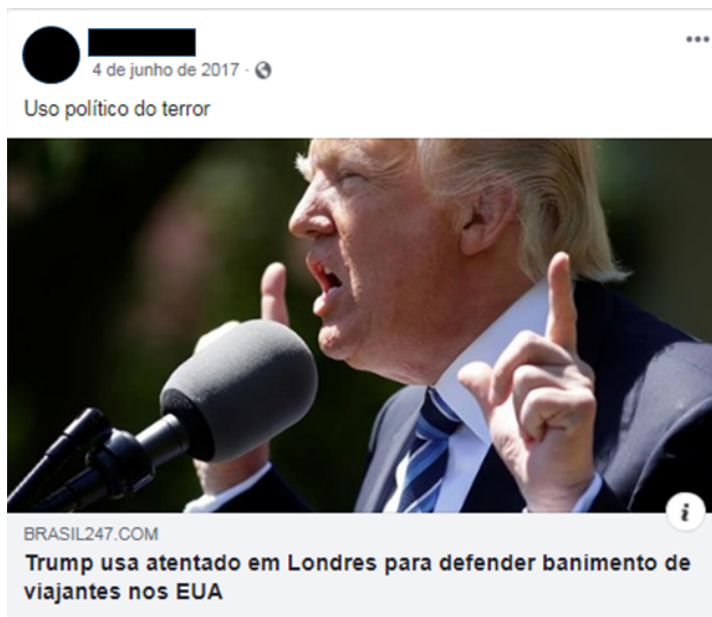 4 de junho de 2017 ·
Uso político do terror
i
BRASIL247.COM
Trump usa atentado em Londres para defender banimento de
viajantes nos EUA